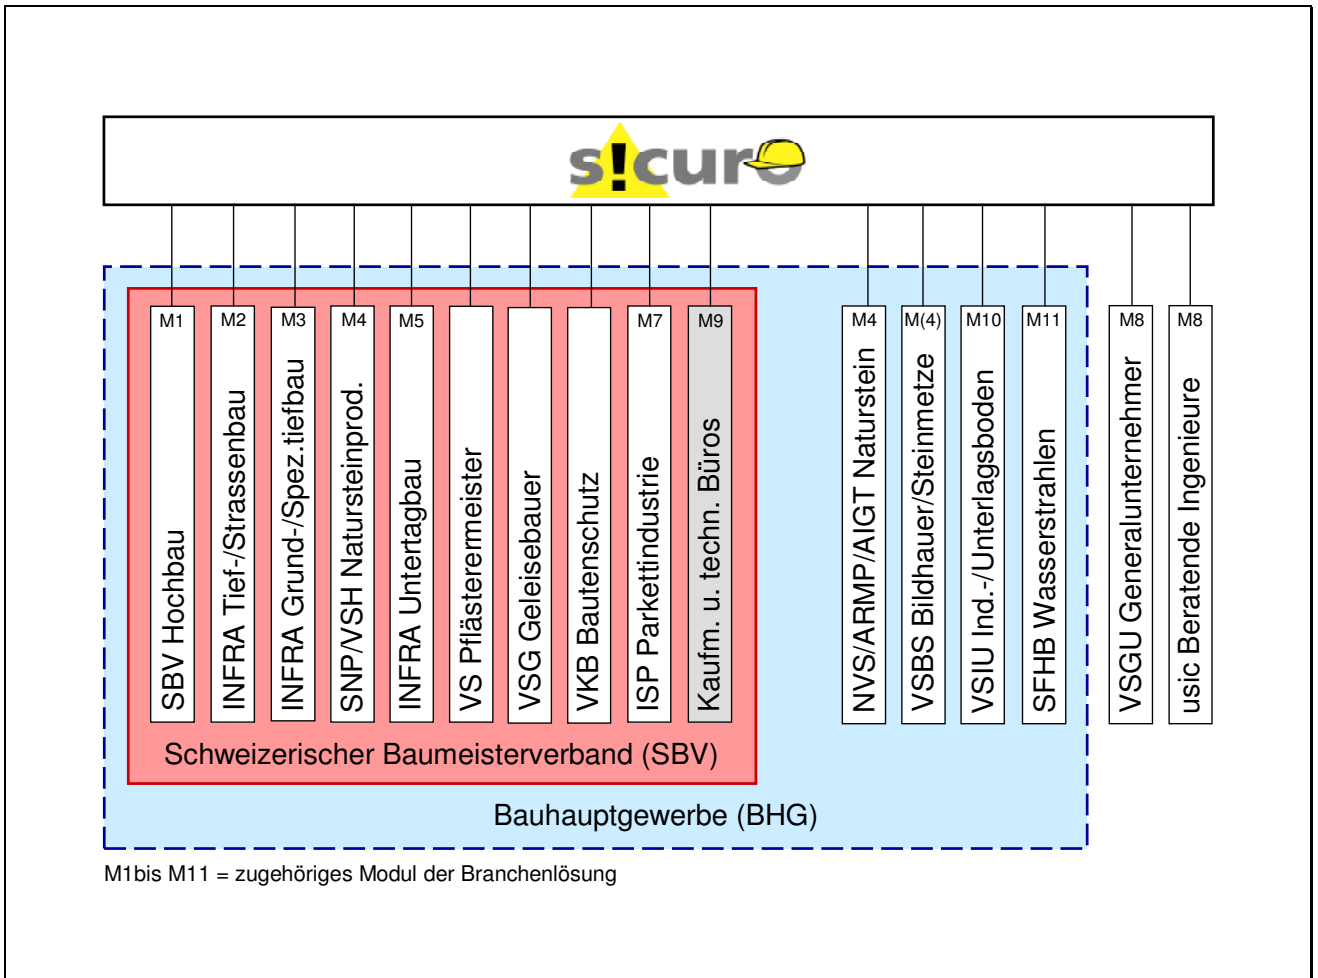 s!curo
M1
M2
M3
M4
M5
M7
M9
M4
M(4)
M10
M11
M8
M8
SBV Hochbau
INFRA Tief-/Strassenbau
INFRA Grund-/Spez.tiefbau
SNP/VSH Natursteinprod.
INFRA Untertagbau
VS Pflästerermeister
VSG Geleisebauer
VKB Bautenschutz
ISP Parkettindustrie
Kaufm. u. techn. Büros
NVS/ARMP/AIGT Naturstein
VSBS Bildhauer/Steinmetze
VSIU Ind.-/Unterlagsboden
SFHB Wasserstrahlen
VSGU Generalunternehmer
usic Beratende Ingenieure
Schweizerischer Baumeisterverband (SBV)
Bauhauptgewerbe (BHG)
M1bis M11 = zugehöriges Modul der Branchenlösung